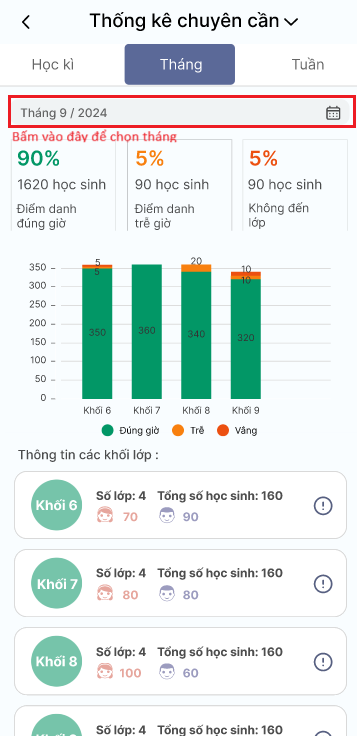 Thống kê chuyên cần
Học kì Tháng Tuần
Tháng 9 / 2024
Bấm vào đây để chọn tháng
90% 5% 5%
1620 học sinh 90 học sinh 90 học sinh
Điểm danh Điểm danh Không đến
đúng giờ trễ giờ lớp
350
300
250
200
150
100
50
0
5
5
350
360
20
340
10
10
320
Khối 6 Khối 7 Khối 8 Khối 9
Đúng giờ Trễ Vắng
Thông tin các khối lớp :
Khối 6
Số lớp: 4 Tổng số học sinh: 160
70 90
Khối 7
Số lớp: 4 Tổng số học sinh: 160
80 80
Khối 8
Số lớp: 4 Tổng số học sinh: 160
100 60
Số lớp: 4 Tổng số học sinh: 160